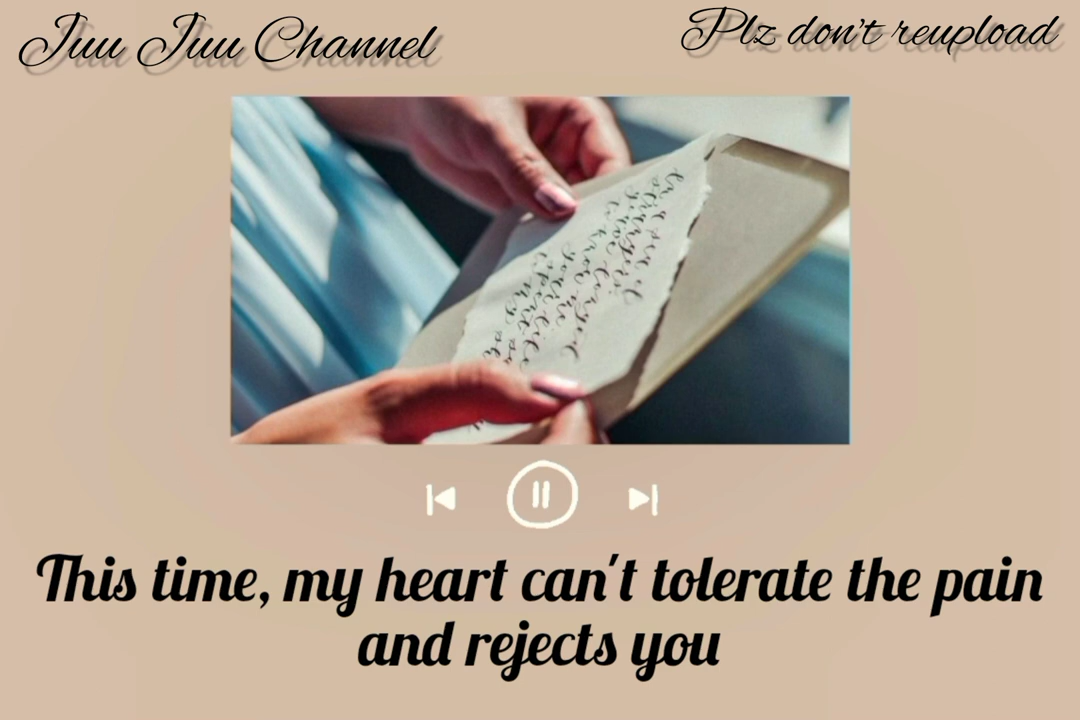 Juu Juu Channel
Plz don't reupload
This time, my heart can't tolerate the pain
and rejects you